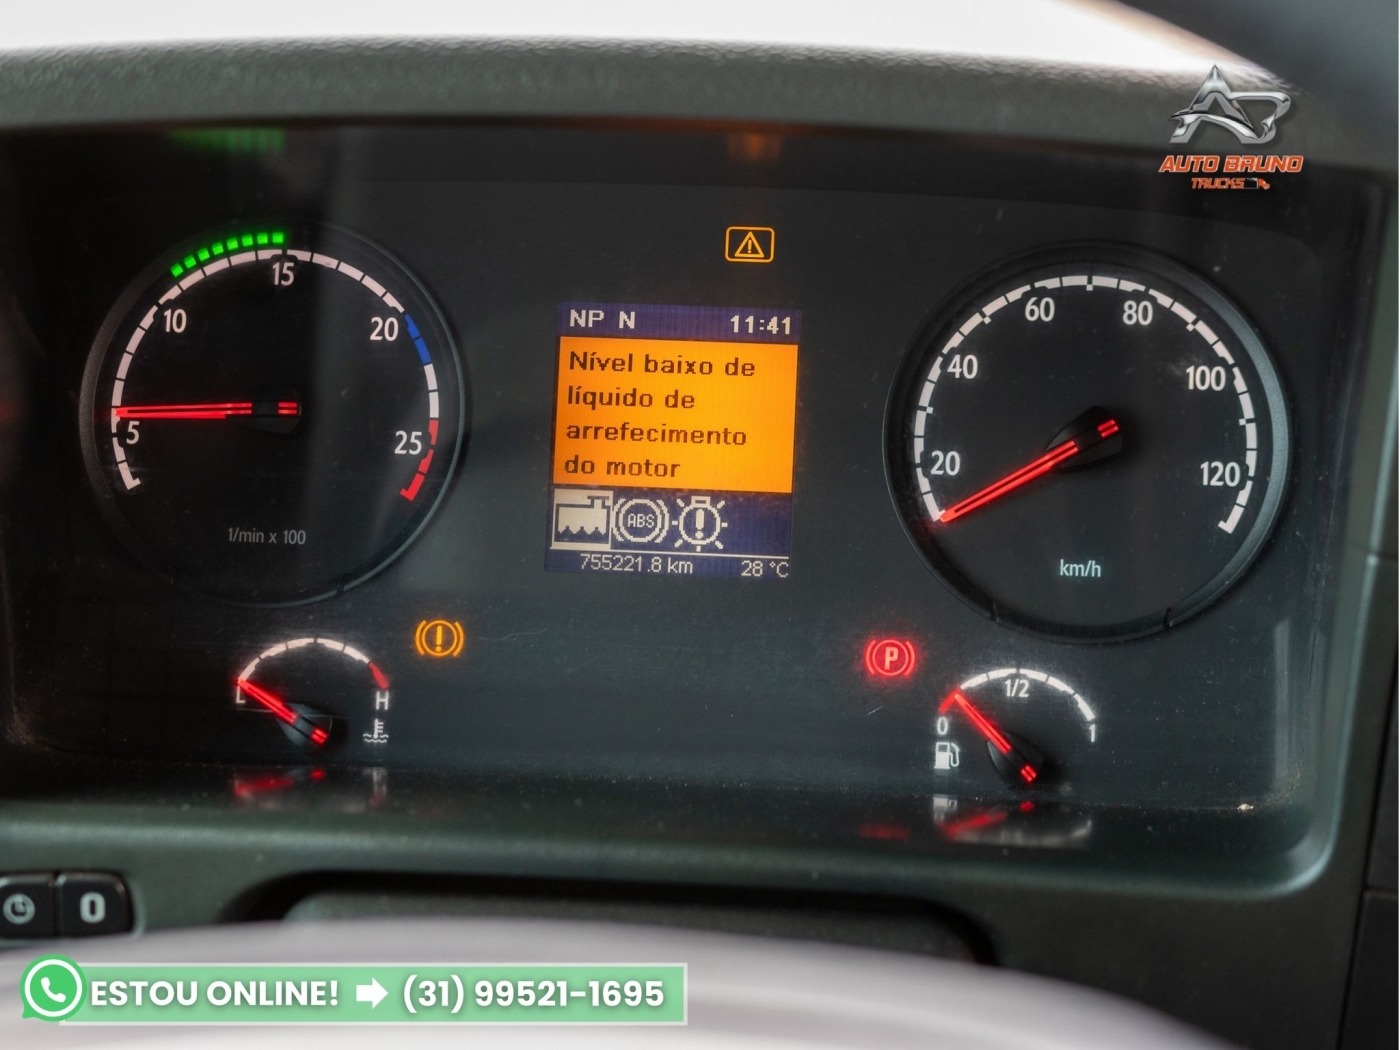 AUTO BRUNO
TRUCKS
15
10
20
5
25
1/min x 100
NP N 11:41
Nível baixo de
líquido de
arrefecimento
do motor
ABS
755221.8 km 28 °C
60
80
40
100
20
120
km/h
L
H
P
1/2
0
1
0
ESTOU ONLINE! (31) 99521-1695